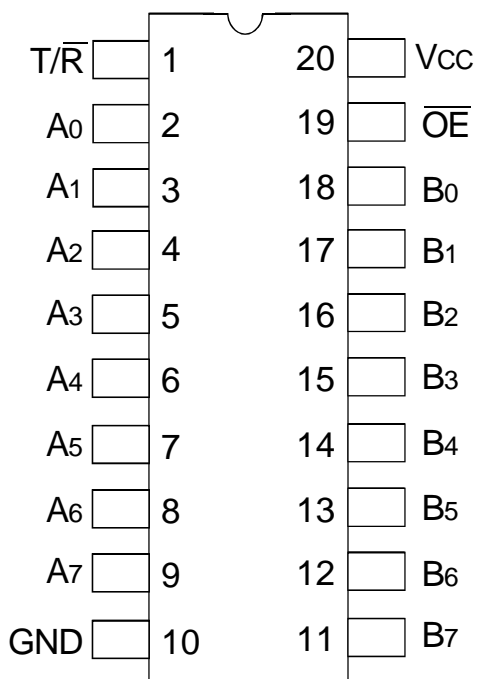 T/R̅ 1 20 VCC
A0 2 19 O̅E̅
A1 3 18 B0
A2 4 17 B1
A3 5 16 B2
A4 6 15 B3
A5 7 14 B4
A6 8 13 B5
A7 9 12 B6
GND 10 11 B7